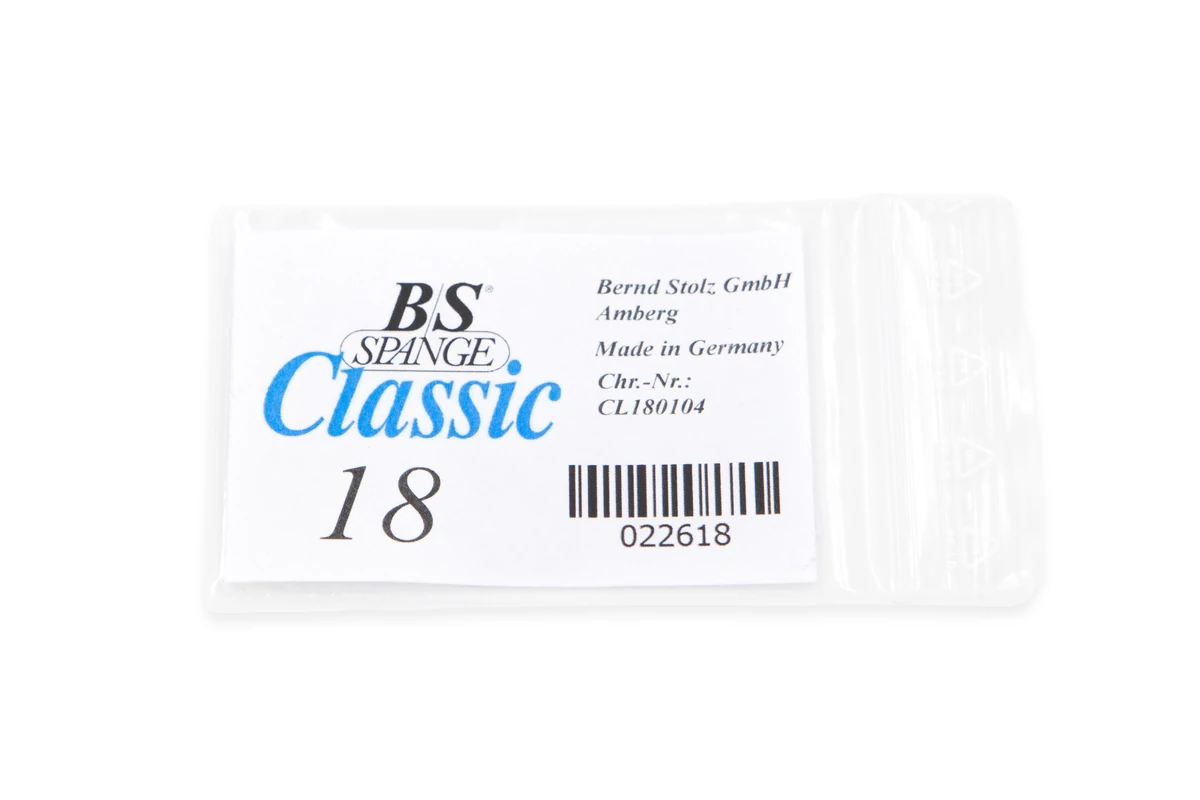 B/S®
SPANGE
Classic
18
Bernd Stolz GmbH
Amberg
Made in Germany
Chr.-Nr.:
CL180104
022618